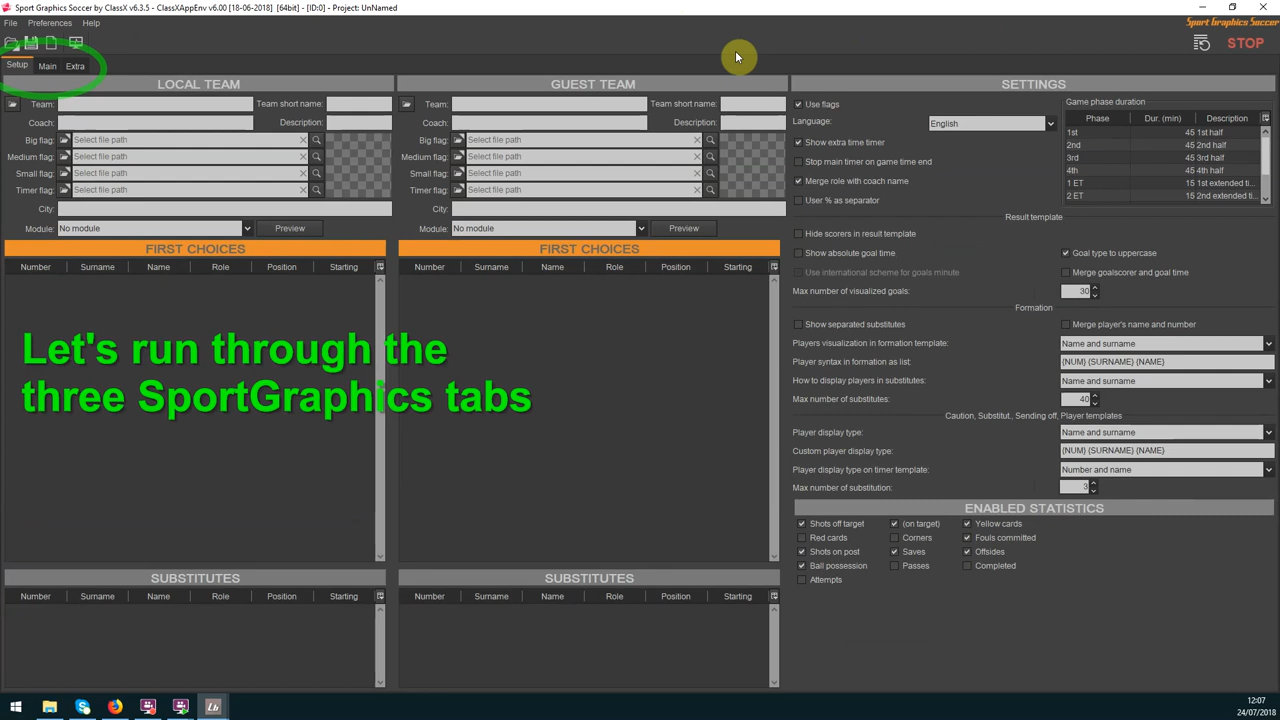 Sport Graphics Soccer by ClassX v6.3.5 - ClassXAppEnv v6.00 [18-06-2018] [64bit] - [ID:0] - Project: UnNamed
File Preferences Help
Sport Graphics Soccer
STOP
Setup Main Extra
LOCAL TEAM
Team: Team short name:
Coach: Description:
Big flag: Select file path
Medium flag: Select file path
Small flag: Select file path
Timer flag: Select file path
City:
Module: No module Preview
FIRST CHOICES
Number Surname Name Role Position Starting
SUBSTITUTES
Number Surname Name Role Position Starting
GUEST TEAM
Team: Team short name:
Coach: Description:
Big flag: Select file path
Medium flag: Select file path
Small flag: Select file path
Timer flag: Select file path
City:
Module: No module Preview
FIRST CHOICES
Number Surname Name Role Position Starting
SUBSTITUTES
Number Surname Name Role Position Starting
Let's run through the
three SportGraphics tabs
SETTINGS
Use flags
Language: English
Show extra time timer
Stop main timer on game time end
Merge role with coach name
User % as separator
Game phase duration
Phase Dur. (min) Description
1st 45 1st half
2nd 45 2nd half
3rd 45 3rd half
4th 45 4th half
1 ET 15 1st extended ti...
2 ET 15 2nd extended ti...
Result template
Hide scorers in result template
Show absolute goal time Goal type to uppercase
Use international scheme for goals minute Merge goalscorer and goal time
Max number of visualized goals: 30
Formation
Show separated substitutes Merge player's name and number
Players visualization in formation template: Name and surname
Player syntax in formation as list: {NUM} {SURNAME} {NAME}
How to display players in substitutes: Name and surname
Max number of substitutes: 40
Caution, Substitut., Sending off, Player templates
Player display type: Name and surname
Custom player display type: {NUM} {SURNAME} {NAME}
Player display type on timer template: Number and name
Max number of substitution: 3
ENABLED STATISTICS
Shots off target (on target) Yellow cards
Red cards Corners Fouls committed
Shots on post Saves Offsides
Ball possession Passes Completed
Attempts
12:07
24/07/2018